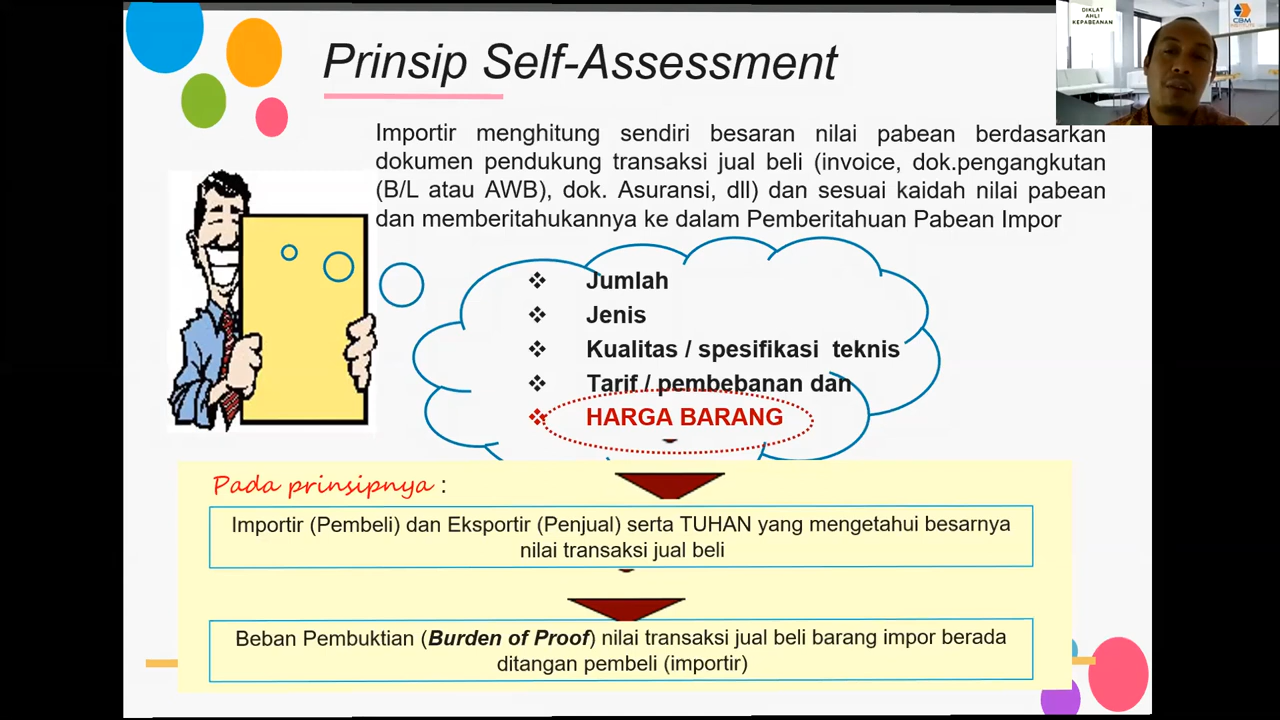 Prinsip Self-Assessment
DIKLAT
AHLI
KEPABEANAN
CBM
INSTITUTE
Importir menghitung sendiri besaran nilai pabean berdasarkan
dokumen pendukung transaksi jual beli (invoice, dok.pengangkutan
(B/L atau AWB), dok. Asuransi, dll) dan sesuai kaidah nilai pabean
dan memberitahukannya ke dalam Pemberitahuan Pabean Impor
❖ Jumlah
❖ Jenis
❖ Kualitas / spesifikasi teknis
❖ Tarif / pembebanan dan
❖ HARGA BARANG
Pada prinsipnya :
Importir (Pembeli) dan Eksportir (Penjual) serta TUHAN yang mengetahui besarnya
nilai transaksi jual beli
Beban Pembuktian (Burden of Proof) nilai transaksi jual beli barang impor berada
ditangan pembeli (importir)